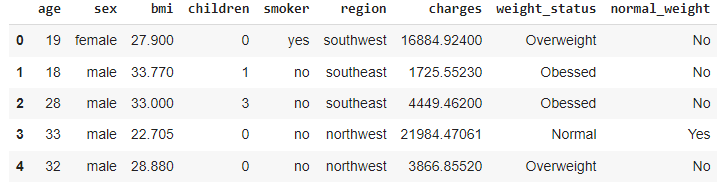 age sex bmi children smoker region charges weight_status normal_weight
0 19 female 27.900 0 yes southwest 16884.92400 Overweight No
1 18 male 33.770 1 no southeast 1725.55230 Obessed No
2 28 male 33.000 3 no southeast 4449.46200 Obessed No
3 33 male 22.705 0 no northwest 21984.47061 Normal Yes
4 32 male 28.880 0 no northwest 3866.85520 Overweight No